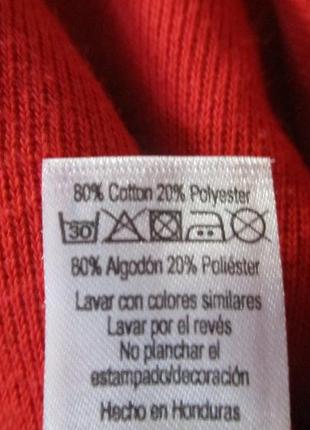 80% Cotton 20% Polyester
30
80% Algodón 20% Poliéster
Lavar con colores similares
Lavar por el revés
No planchar el
estampado/decoración
Hecho en Honduras